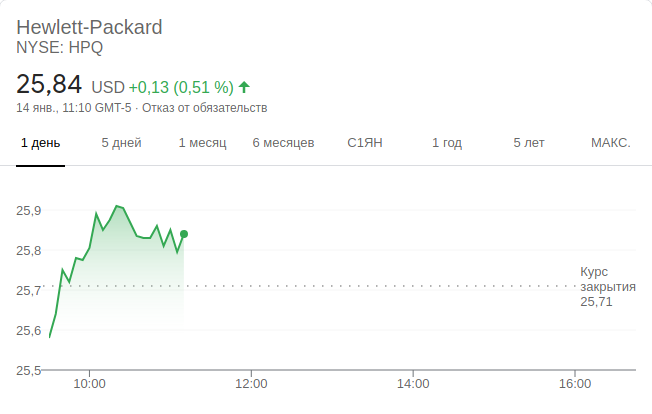 Hewlett-Packard
NYSE: HPQ
25,84 USD +0,13 (0,51 %)
14 янв., 11:10 GMT-5 · Отказ от обязательств
1 день 5 дней 1 месяц 6 месяцев С1ЯН 1 год 5 лет МАКС.
25,9
25,8
25,7
25,6
25,5
Курс
закрытия
25,71
10:00 12:00 14:00 16:00